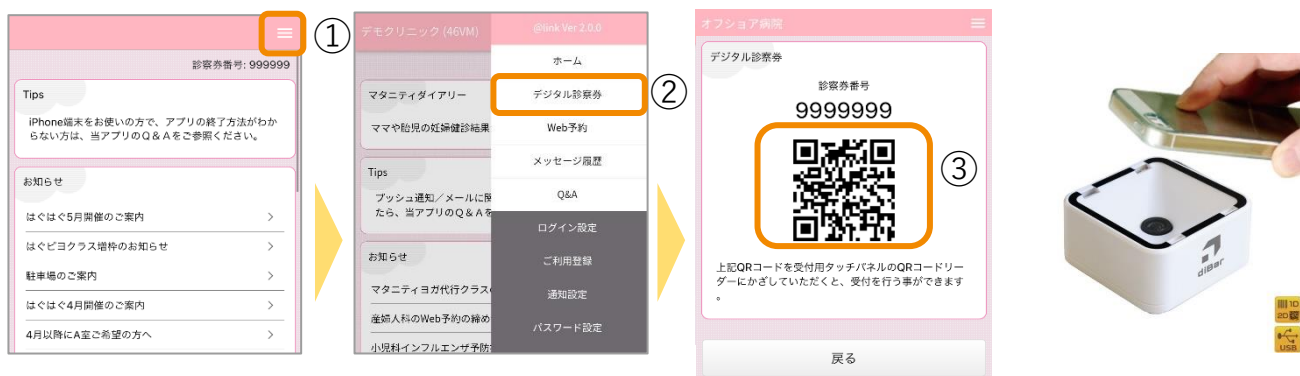 ①
診察券番号: 999999
Tips
iPhone端末をお使いの方で、アプリの終了方法がわか
らない方は、当アプリのQ&Aをご参照ください。
お知らせ
はぐはぐ5月開催のご案内
はぐピヨクラス増枠のお知らせ
駐車場のご案内
はぐはぐ4月開催のご案内
4月以降にA室ご希望の方へ
デモクリニック (46VM)
@link Ver 2.0.0
ホーム
デジタル診察券
②
Web予約
メッセージ履歴
Q&A
ログイン設定
ご利用登録
通知設定
パスワード設定
マタニティダイアリー
ママや胎児の妊婦健診結果
Tips
プッシュ通知/メールに関
たら、当アプリのQ&Aを
お知らせ
マタニティヨガ代行クラス
産婦人科のWeb予約の締め
小児科インフルエンザ予防
オフショア病院
デジタル診察券
診察券番号
9999999
③
上記QRコードを受付用タッチパネルのQRコードリー
ダーにかざしていただくと、受付を行う事ができます
。
戻る
diBar
1D
2D
USB